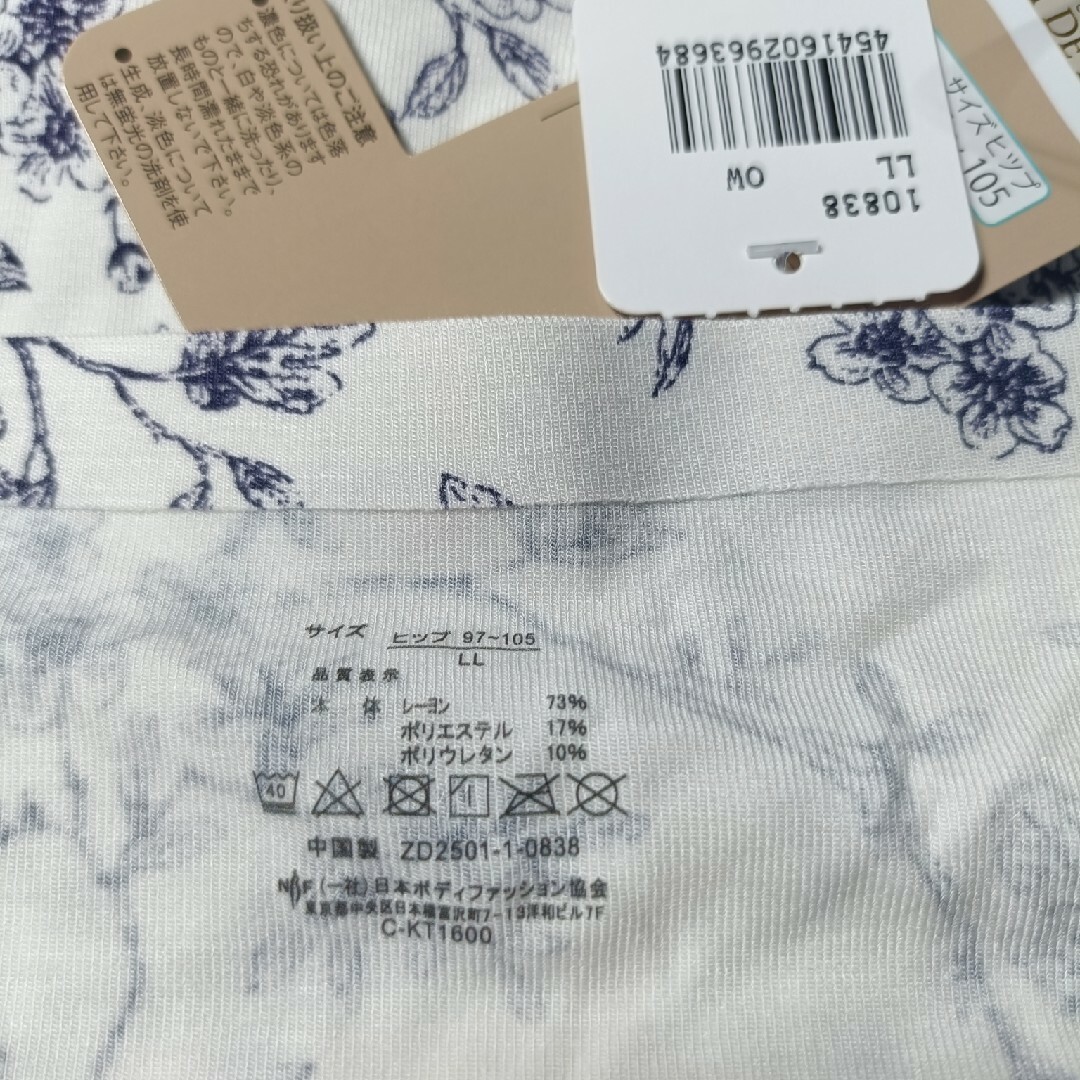 り扱い上のご注意
●濃色については色落
ちする恐れがあります
ので、白や淡色系の
ものと一緒に洗ったり、
長時間濡れたままで
放置しないで下さい。
●生成、淡色について
は無蛍光の洗剤を使
用して下さい。
10838
LL
OW
4541602963684
サイズ ヒップ
105
DE
サイズ ヒップ 97~105
LL
品質表示
本体 レーヨン 73%
ポリエステル 17%
ポリウレタン 10%
40
中国製 ZD2501-1-0838
NBF (一社)日本ボディファッション協会
東京都中央区日本橋富沢町7-13洋和ビル7F
C-KT1600